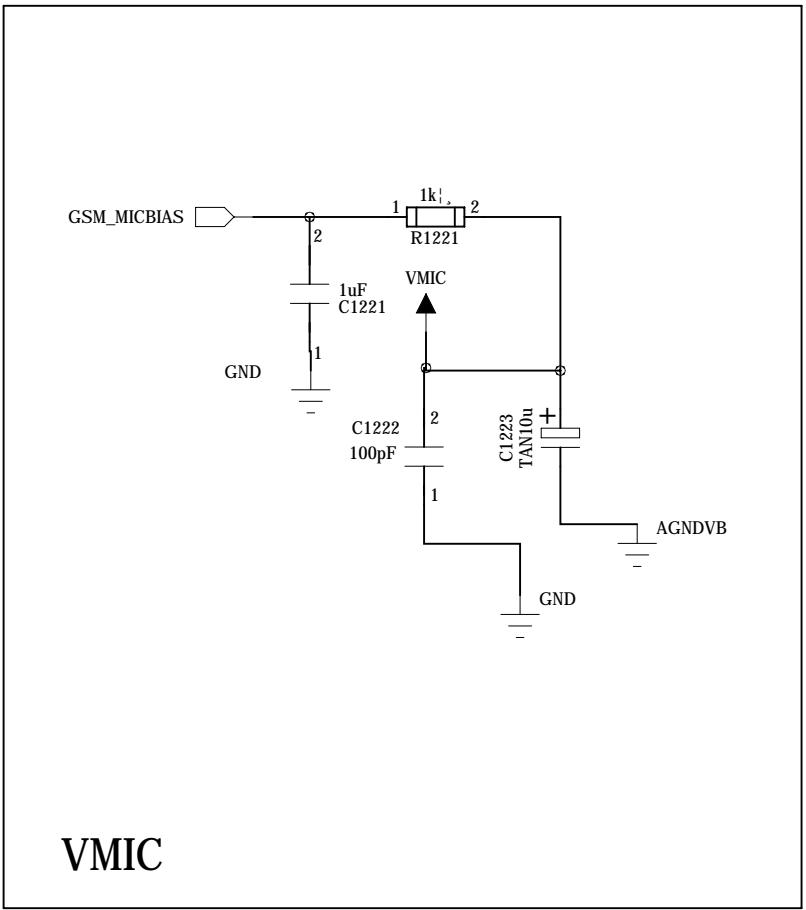 1k¦¸
GSM_MICBIAS
1
2
R1221
2
VMIC
1uF
C1221
1
GND
C1223
TAN10u
+
2
C1222
100pF
1
AGNDVB
GND
VMIC